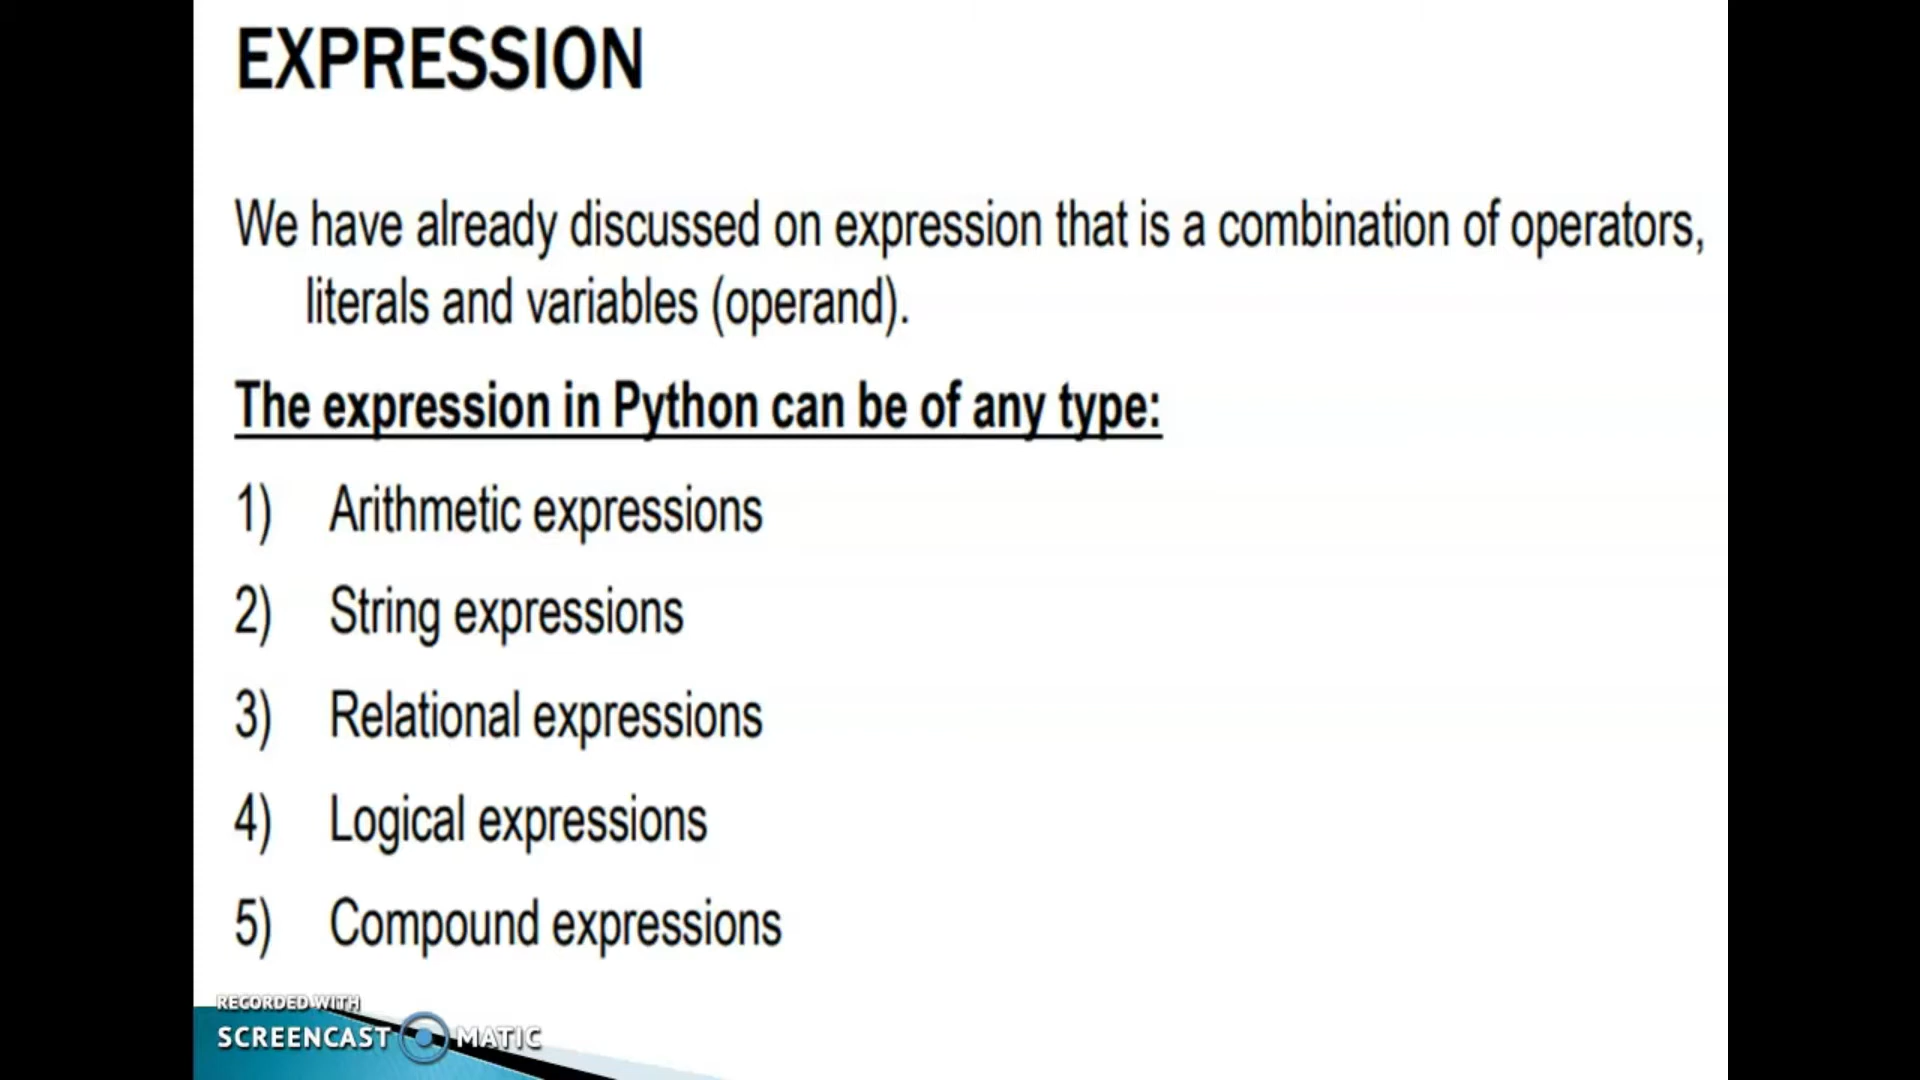 EXPRESSION
We have already discussed on expression that is a combination of operators,
literals and variables (operand).
The expression in Python can be of any type:
1) Arithmetic expressions
2) String expressions
3) Relational expressions
4) Logical expressions
5) Compound expressions
RECORDED WITH
SCREENCAST MATIC